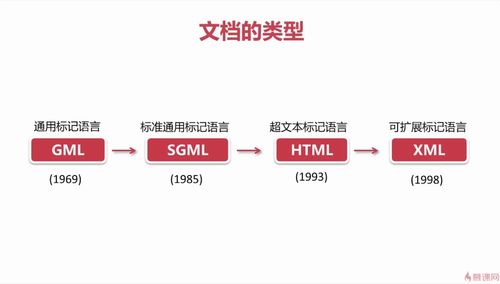 文档的类型
通用标记语言
标准通用标记语言
超文本标记语言
可扩展标记语言
GML
SGML
HTML
XML
(1969)
(1985)
(1993)
(1998)
慕课网